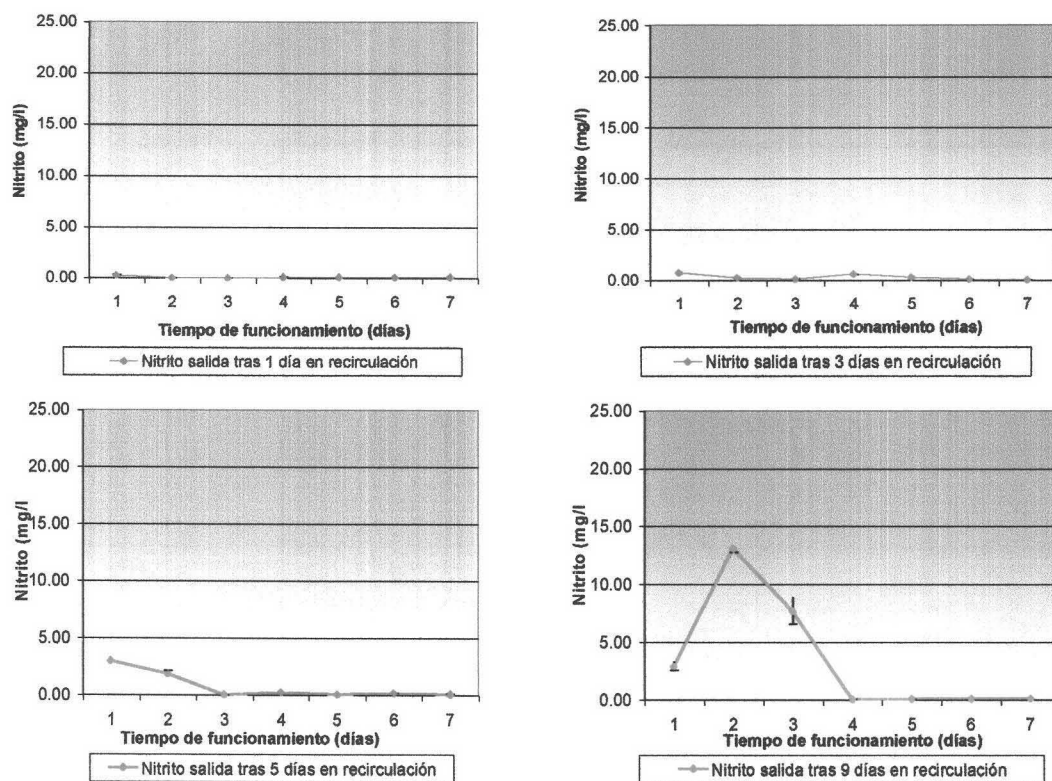 25.00
20.00
15.00
10.00
5.00
0.00
Nitrito (mg/l)
1 2 3 4 5 6 7
Tiempo de funcionamiento (días)
Nitrito salida tras 1 día en recirculación
25.00
20.00
15.00
10.00
5.00
0.00
Nitrito (mg/l)
1 2 3 4 5 6 7
Tiempo de funcionamiento (días)
Nitrito salida tras 3 días en recirculación
25.00
20.00
15.00
10.00
5.00
0.00
Nitrito (mg/l
1 2 3 4 5 6 7
Tiempo de funcionamiento (días)
Nitrito salida tras 5 días en recirculación
25.00
20.00
15.00
10.00
5.00
0.00
Nitrito (mg/l
1 2 3 4 5 6 7
Tiempo de funcionamiento (días)
Nitrito salida tras 9 días en recirculación